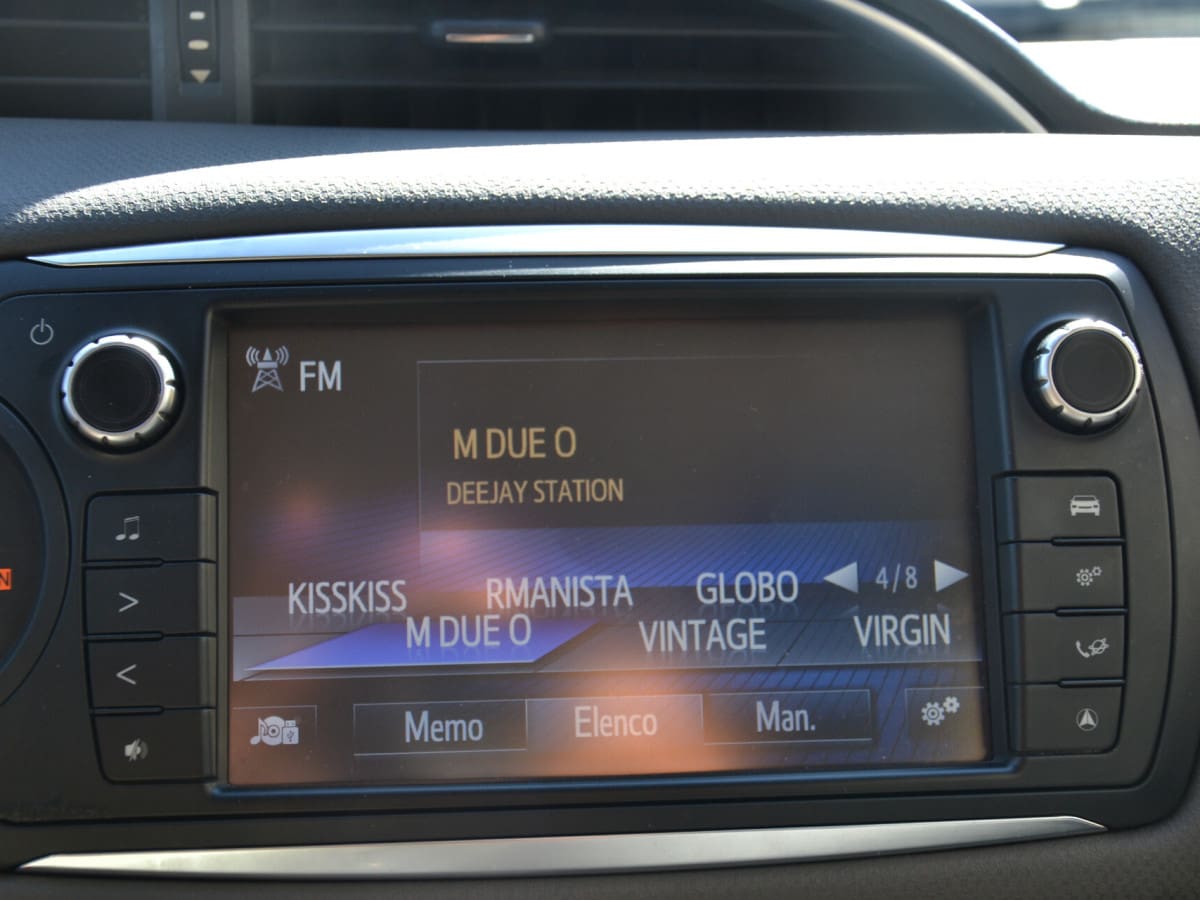 FM
M DUE O
DEEJAY STATION
KISSKISS RMANISTA GLOBO 4/8
M DUE O VINTAGE VIRGIN
Memo Elenco Man.